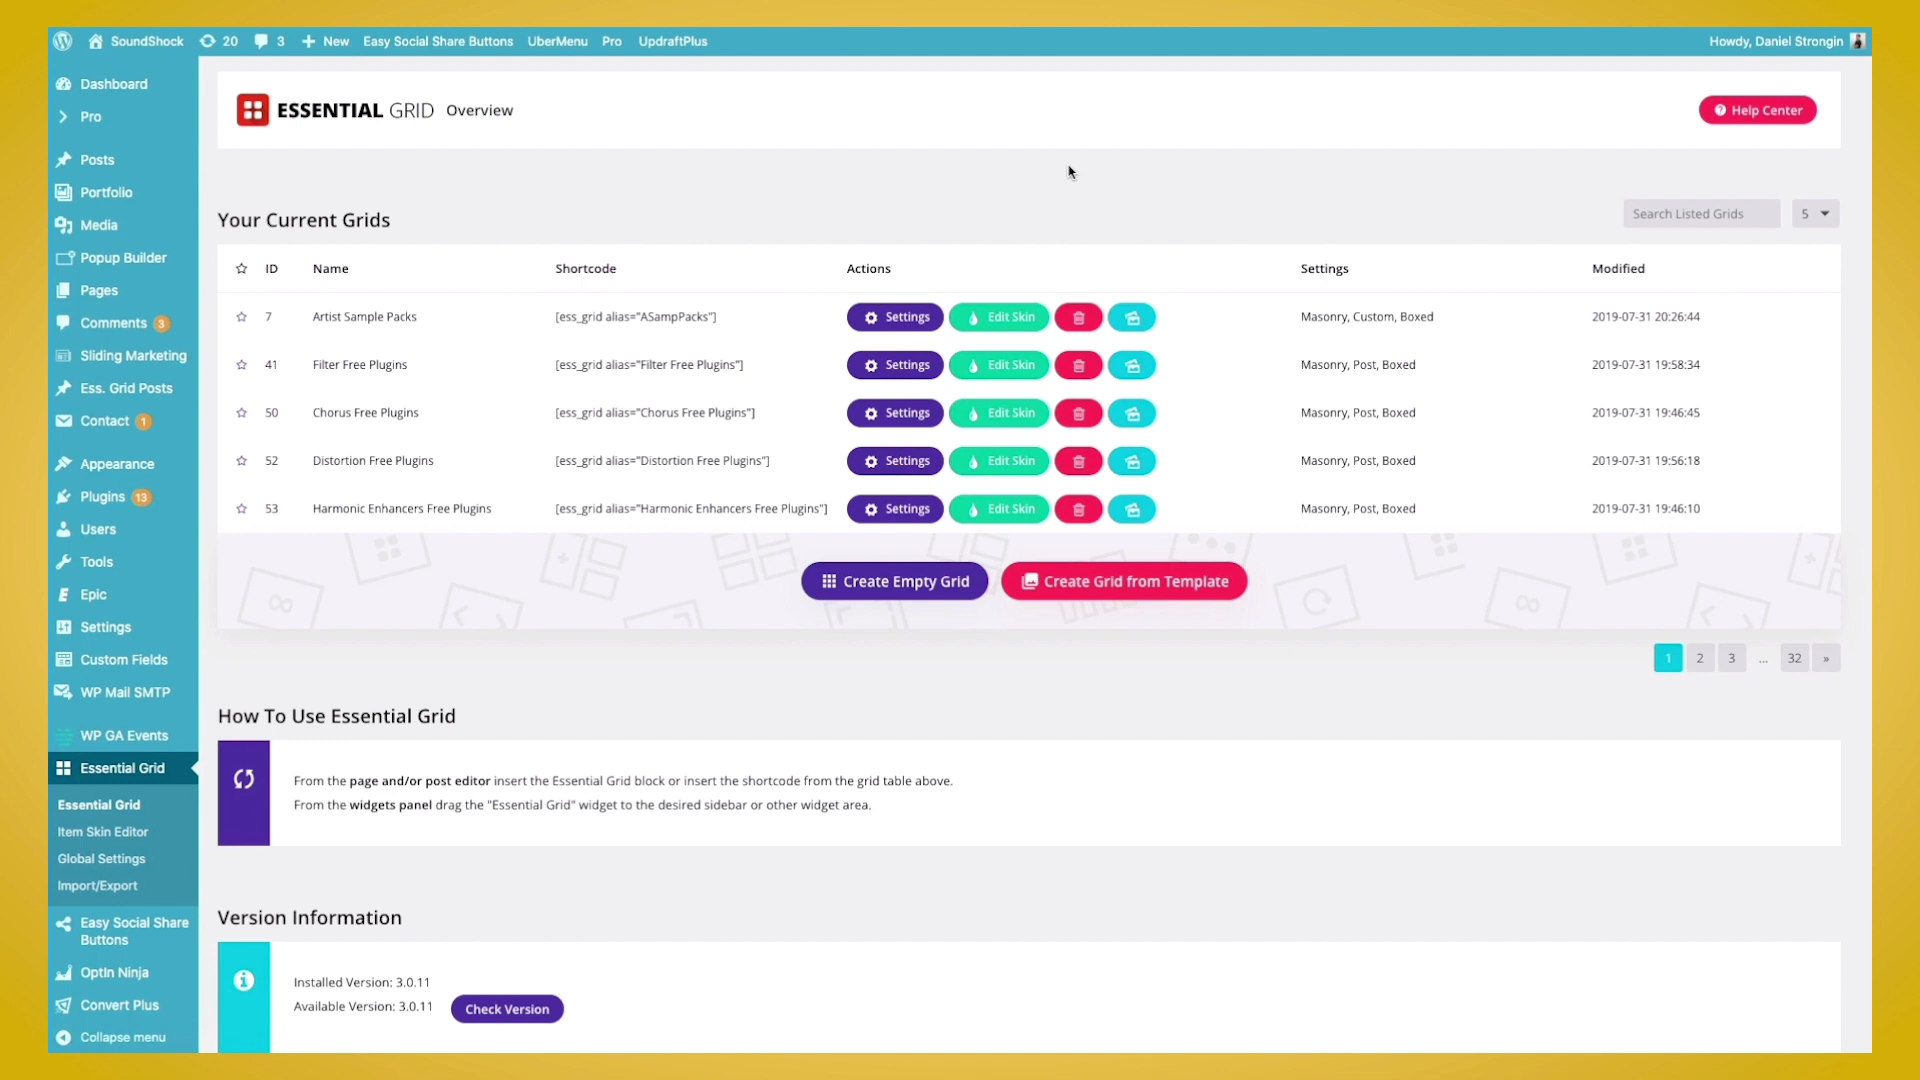 SoundShock 20 3 New Easy Social Share Buttons UberMenu Pro UpdraftPlus Howdy, Daniel Strongin
Dashboard
Pro
Posts
Portfolio
Media
Popup Builder
Pages
Comments 3
Sliding Marketing
Ess. Grid Posts
Contact 1
Appearance
Plugins 13
Users
Tools
Epic
Settings
Custom Fields
WP Mail SMTP
WP GA Events
Essential Grid
Essential Grid
Item Skin Editor
Global Settings
Import/Export
Easy Social Share
Buttons
OptIn Ninja
Convert Plus
Collapse menu
ESSENTIAL GRID Overview Help Center
Your Current Grids Search Listed Grids 5
ID Name Shortcode Actions Settings Modified
7 Artist Sample Packs [ess_grid alias="ASampPacks"] Settings Edit Skin Masonry, Custom, Boxed 2019-07-31 20:26:44
41 Filter Free Plugins [ess_grid alias="Filter Free Plugins"] Settings Edit Skin Masonry, Post, Boxed 2019-07-31 19:58:34
50 Chorus Free Plugins [ess_grid alias="Chorus Free Plugins"] Settings Edit Skin Masonry, Post, Boxed 2019-07-31 19:46:45
52 Distortion Free Plugins [ess_grid alias="Distortion Free Plugins"] Settings Edit Skin Masonry, Post, Boxed 2019-07-31 19:56:18
53 Harmonic Enhancers Free Plugins [ess_grid alias="Harmonic Enhancers Free Plugins"] Settings Edit Skin Masonry, Post, Boxed 2019-07-31 19:46:10
Create Empty Grid Create Grid from Template
1 2 3 ... 32 »
How To Use Essential Grid
From the page and/or post editor insert the Essential Grid block or insert the shortcode from the grid table above.
From the widgets panel drag the "Essential Grid" widget to the desired sidebar or other widget area.
Version Information
Installed Version: 3.0.11
Available Version: 3.0.11 Check Version